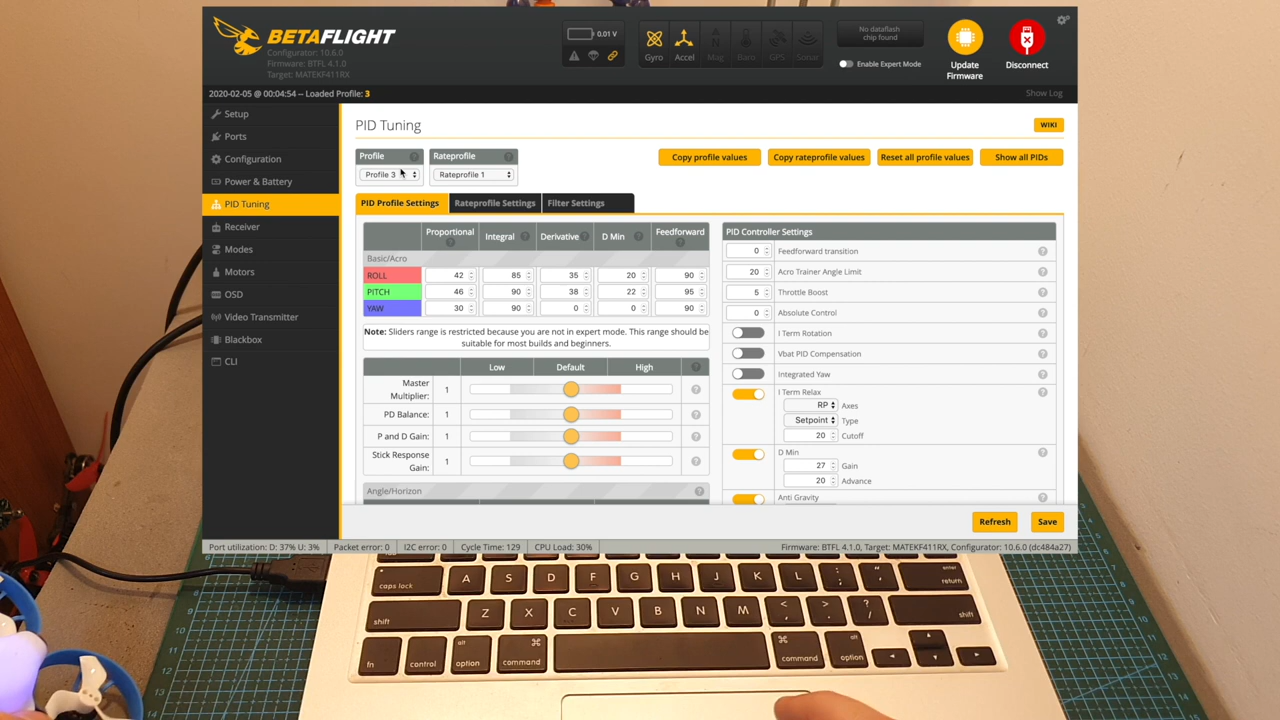 BETAFLIGHT
Configurator: 10.6.0
Firmware: BTFL 4.1.0
Target: MATEKF411RX
0.01 V
Gyro Accel Mag Baro GPS Sonar
No dataflash
chip found
Enable Expert Mode
Update
Firmware
Disconnect
2020-02-05 @ 00:04:54 -- Loaded Profile: 3
Show Log
Setup
Ports
Configuration
Power & Battery
PID Tuning
Receiver
Modes
Motors
OSD
Video Transmitter
Blackbox
CLI
PID Tuning
WIKI
Profile
Profile 3
Rateprofile
Rateprofile 1
Copy profile values
Copy rateprofile values
Reset all profile values
Show all PIDs
PID Profile Settings Rateprofile Settings Filter Settings
Proportional Integral Derivative D Min Feedforward
Basic/Acro
ROLL 42 85 35 20 90
PITCH 46 90 38 22 95
YAW 30 90 0 0 90
Note: Sliders range is restricted because you are not in expert mode. This range should be
suitable for most builds and beginners.
Low Default High
Master
Multiplier: 1
PD Balance: 1
P and D Gain: 1
Stick Response
Gain: 1
Angle/Horizon
PID Controller Settings
0 Feedforward transition
20 Acro Trainer Angle Limit
5 Throttle Boost
0 Absolute Control
I Term Rotation
Vbat PID Compensation
Integrated Yaw
I Term Relax
RP Axes
Setpoint Type
20 Cutoff
D Min
27 Gain
20 Advance
Anti Gravity
Refresh
Save
Port utilization: D: 37% U: 3% Packet error: 0 I2C error: 0 Cycle Time: 129 CPU Load: 30% Firmware: BTFL 4.1.0, Target: MATEKF411RX, Configurator: 10.6.0 (dc484a27)
caps lock A S D F G H J K L : ; " ' enter return
shift Z X C V B N M < , > . ? / shift
fn control alt option ⌘ command ⌘ command alt option